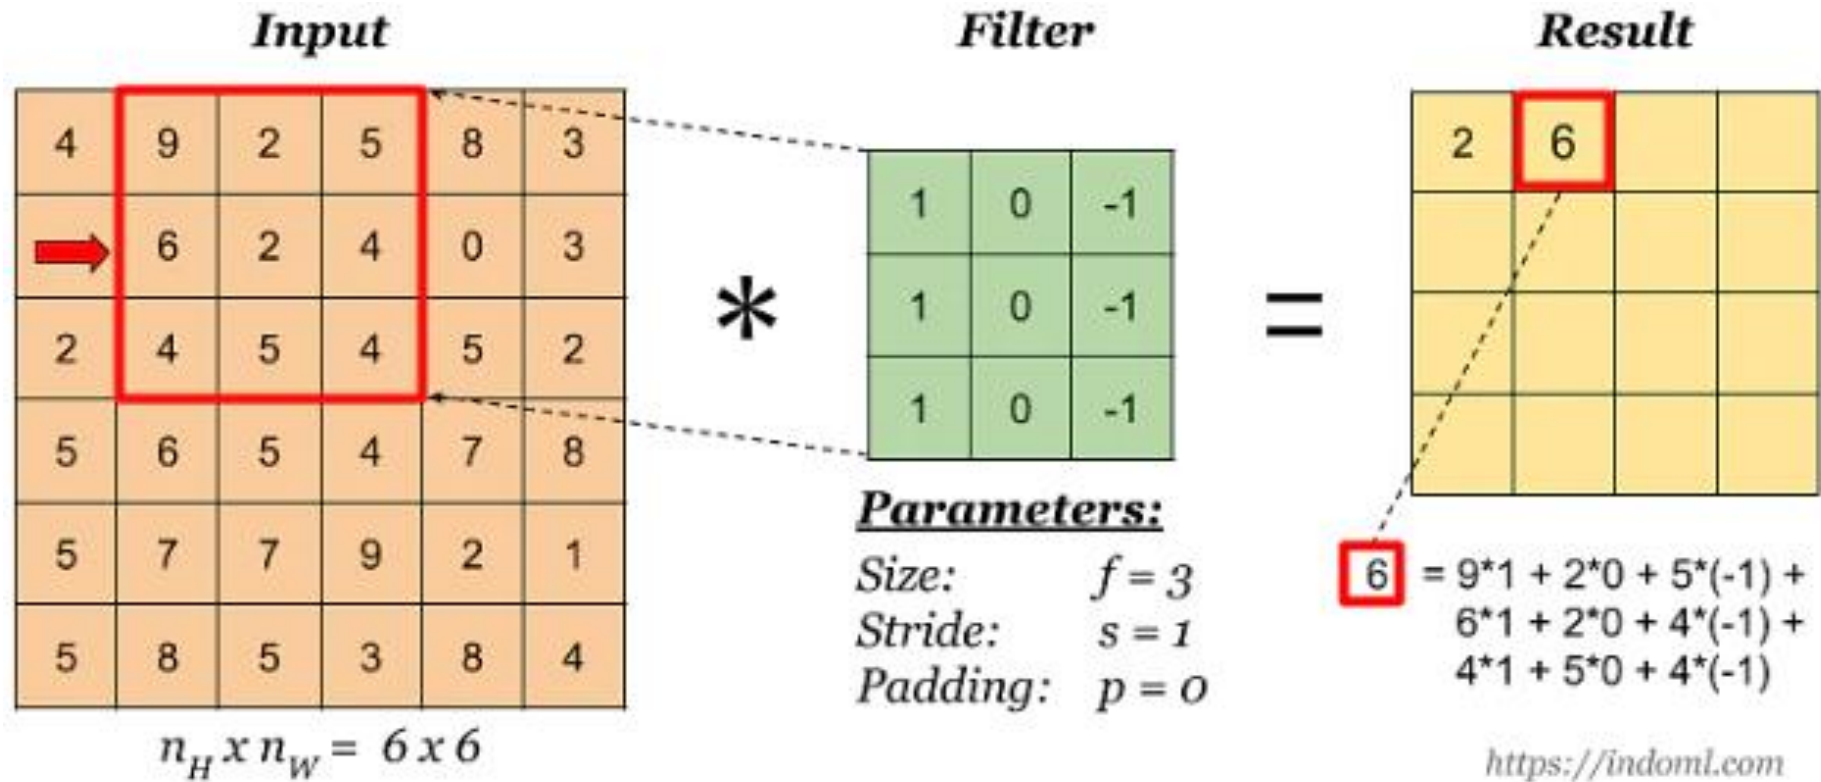 Input Filter Result
4 9 2 5 8 3
6 2 4 0 3
2 4 5 4 5 2
5 6 5 4 7 8
5 7 7 9 2 1
5 8 5 3 8 4
n_H x n_W = 6 x 6
*
1 0 -1
1 0 -1
1 0 -1
Parameters:
Size: f = 3
Stride: s = 1
Padding: p = 0
=
2 6
6 = 9*1 + 2*0 + 5*(-1) +
6*1 + 2*0 + 4*(-1) +
4*1 + 5*0 + 4*(-1)
https://indoml.com